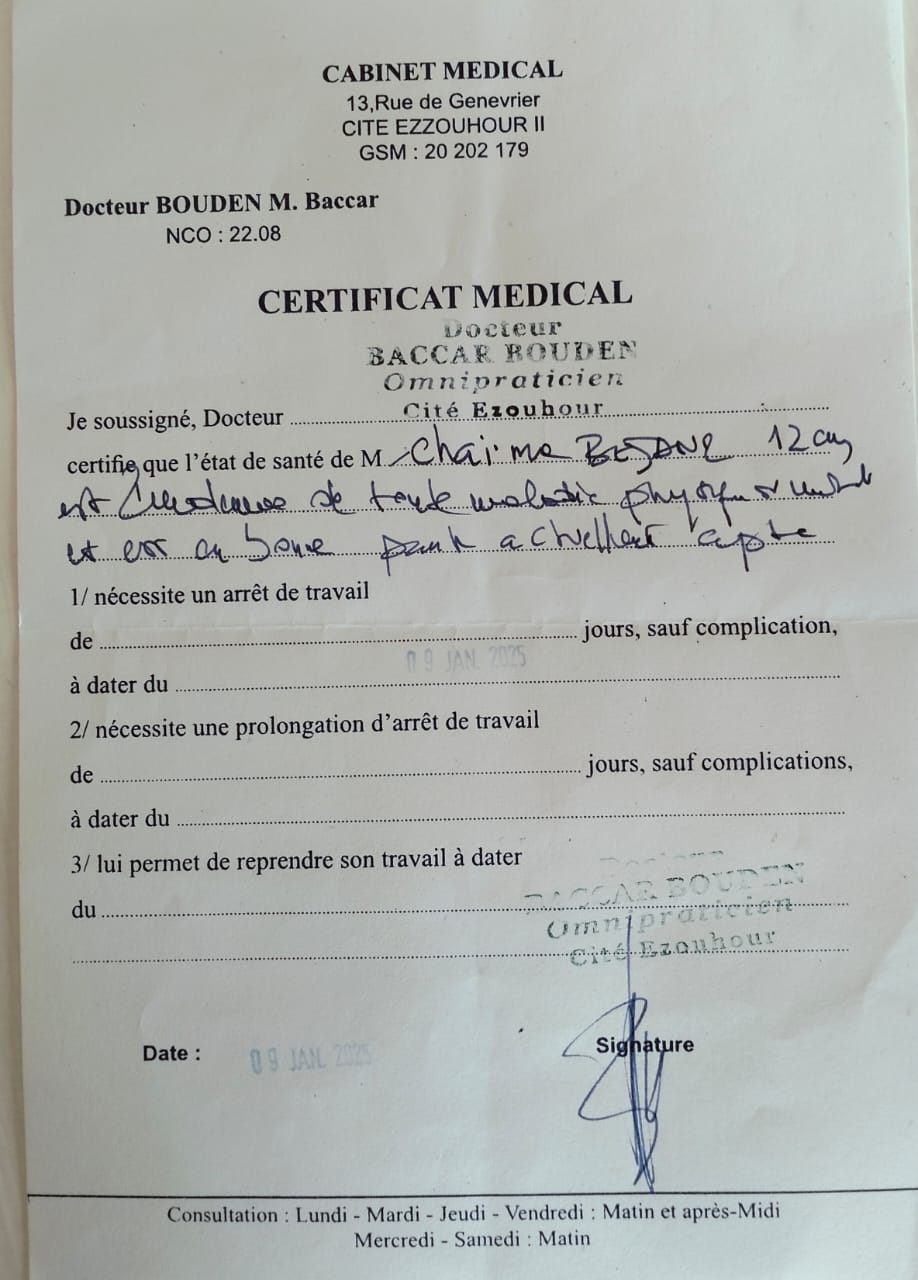 CABINET MEDICAL
13,Rue de Genevrier
CITE EZZOUHOUR II
GSM : 20 202 179
Docteur BOUDEN M. Baccar
NCO : 22.08
CERTIFICAT MEDICAL
Docteur
BACCAR BOUDEN
Omnipraticien
Cité Ezouhour
Je soussigné, Docteur
certifie que l'état de santé de M Chaima 12 ans
est de toute maladie
et est en bonne apte
1/ nécessite un arrêt de travail
de jours, sauf complication,
09 JAN. 2025
à dater du
2/ nécessite une prolongation d'arrêt de travail
de jours, sauf complications,
à dater du
3/ lui permet de reprendre son travail à dater
du
Docteur
BACCAR BOUDEN
Omnipraticien
Cité Ezouhour
Date : 09 JAN. 2025
Signature
Consultation : Lundi - Mardi - Jeudi - Vendredi : Matin et après-Midi
Mercredi - Samedi : Matin